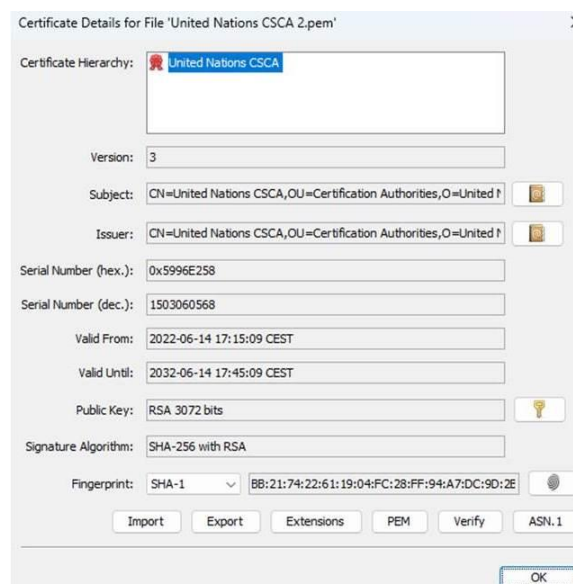 Certificate Details for File 'United Nations CSCA 2.pem'
Certificate Hierarchy: United Nations CSCA
Version: 3
Subject: CN=United Nations CSCA,OU=Certification Authorities,O=United
Issuer: CN=United Nations CSCA,OU=Certification Authorities,O=United
Serial Number (hex.): 0x5996E258
Serial Number (dec.): 1503060568
Valid From: 2022-06-14 17:15:09 CEST
Valid Until: 2032-06-14 17:45:09 CEST
Public Key: RSA 3072 bits
Signature Algorithm: SHA-256 with RSA
Fingerprint: SHA-1 BB:21:74:22:61:19:04:FC:28:FF:94:A7:DC:9D:2E
Import Export Extensions PEM Verify ASN.1
OK